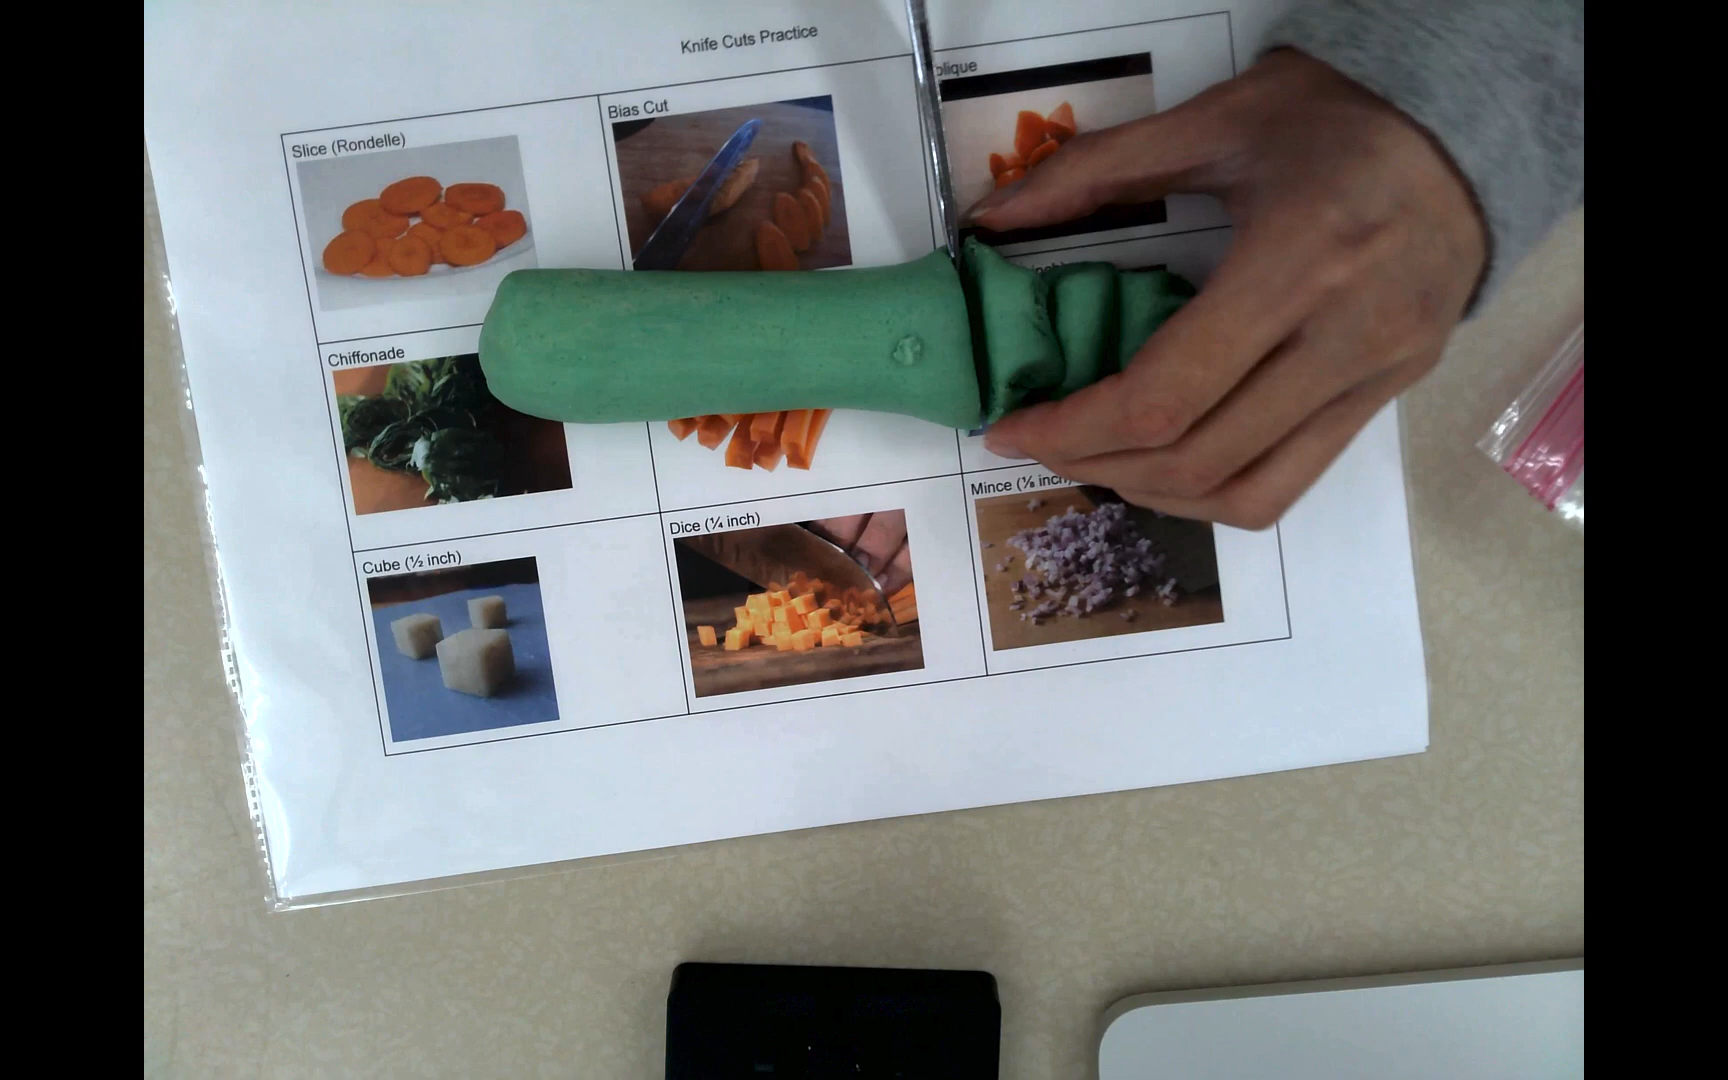 Knife Cuts Practice
Slice (Rondelle)
Bias Cut
Chiffonade
Cube (½ inch)
Dice (¼ inch)
Mince (⅛ inch)